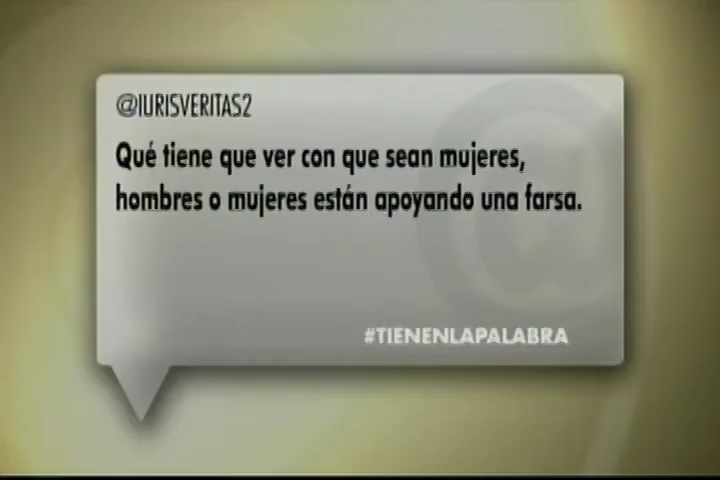 @IURISVERITAS2
Qué tiene que ver con que sean mujeres,
hombres o mujeres están apoyando una farsa.
#TIENENLAPALABRA